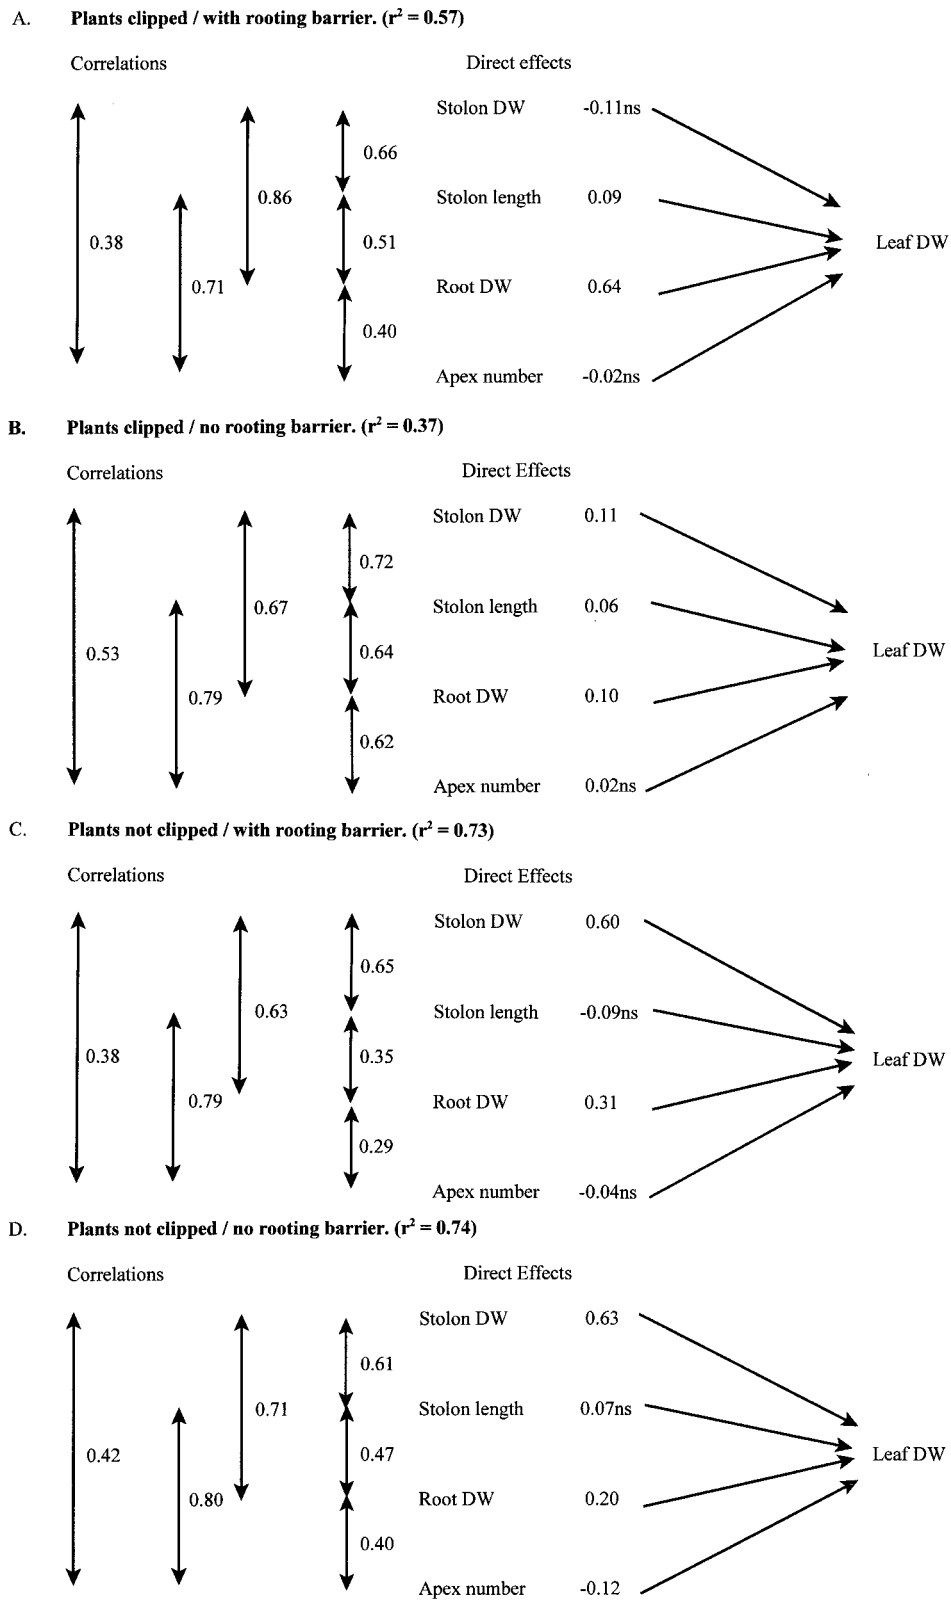 A. Plants clipped / with rooting barrier. (r² = 0.57)
Correlations Direct effects
Stolon DW -0.11ns
0.66
0.86 Stolon length 0.09
0.38 0.51 Leaf DW
0.71 Root DW 0.64
0.40
Apex number -0.02ns
B. Plants clipped / no rooting barrier. (r² = 0.37)
Correlations Direct Effects
Stolon DW 0.11
0.72
0.67 Stolon length 0.06
0.53 0.64 Leaf DW
0.79 Root DW 0.10
0.62
Apex number 0.02ns
C. Plants not clipped / with rooting barrier. (r² = 0.73)
Correlations Direct Effects
Stolon DW 0.60
0.65
0.63 Stolon length -0.09ns
0.38 0.35 Leaf DW
0.79 Root DW 0.31
0.29
Apex number -0.04ns
D. Plants not clipped / no rooting barrier. (r² = 0.74)
Correlations Direct Effects
Stolon DW 0.63
0.61
0.71 Stolon length 0.07ns
0.42 0.47 Leaf DW
0.80 Root DW 0.20
0.40
Apex number -0.12